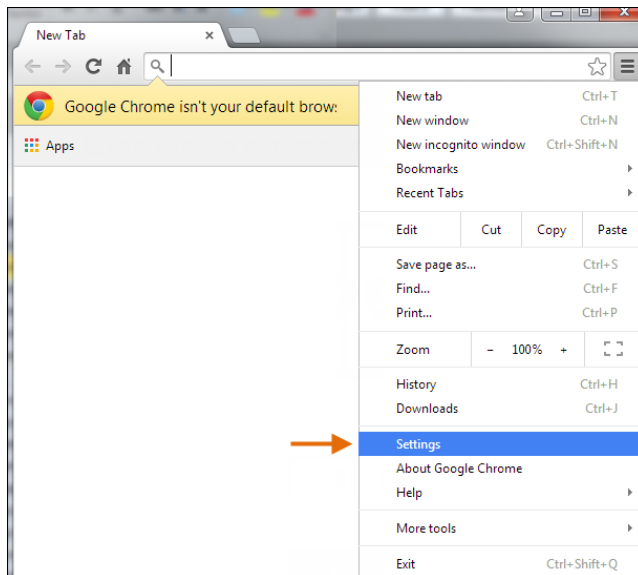 New Tab
Google Chrome isn't your default brow:
Apps
New tab Ctrl+T
New window Ctrl+N
New incognito window Ctrl+Shift+N
Bookmarks
Recent Tabs
Edit Cut Copy Paste
Save page as... Ctrl+S
Find... Ctrl+F
Print... Ctrl+P
Zoom - 100% +
History Ctrl+H
Downloads Ctrl+J
Settings
About Google Chrome
Help
More tools
Exit Ctrl+Shift+Q